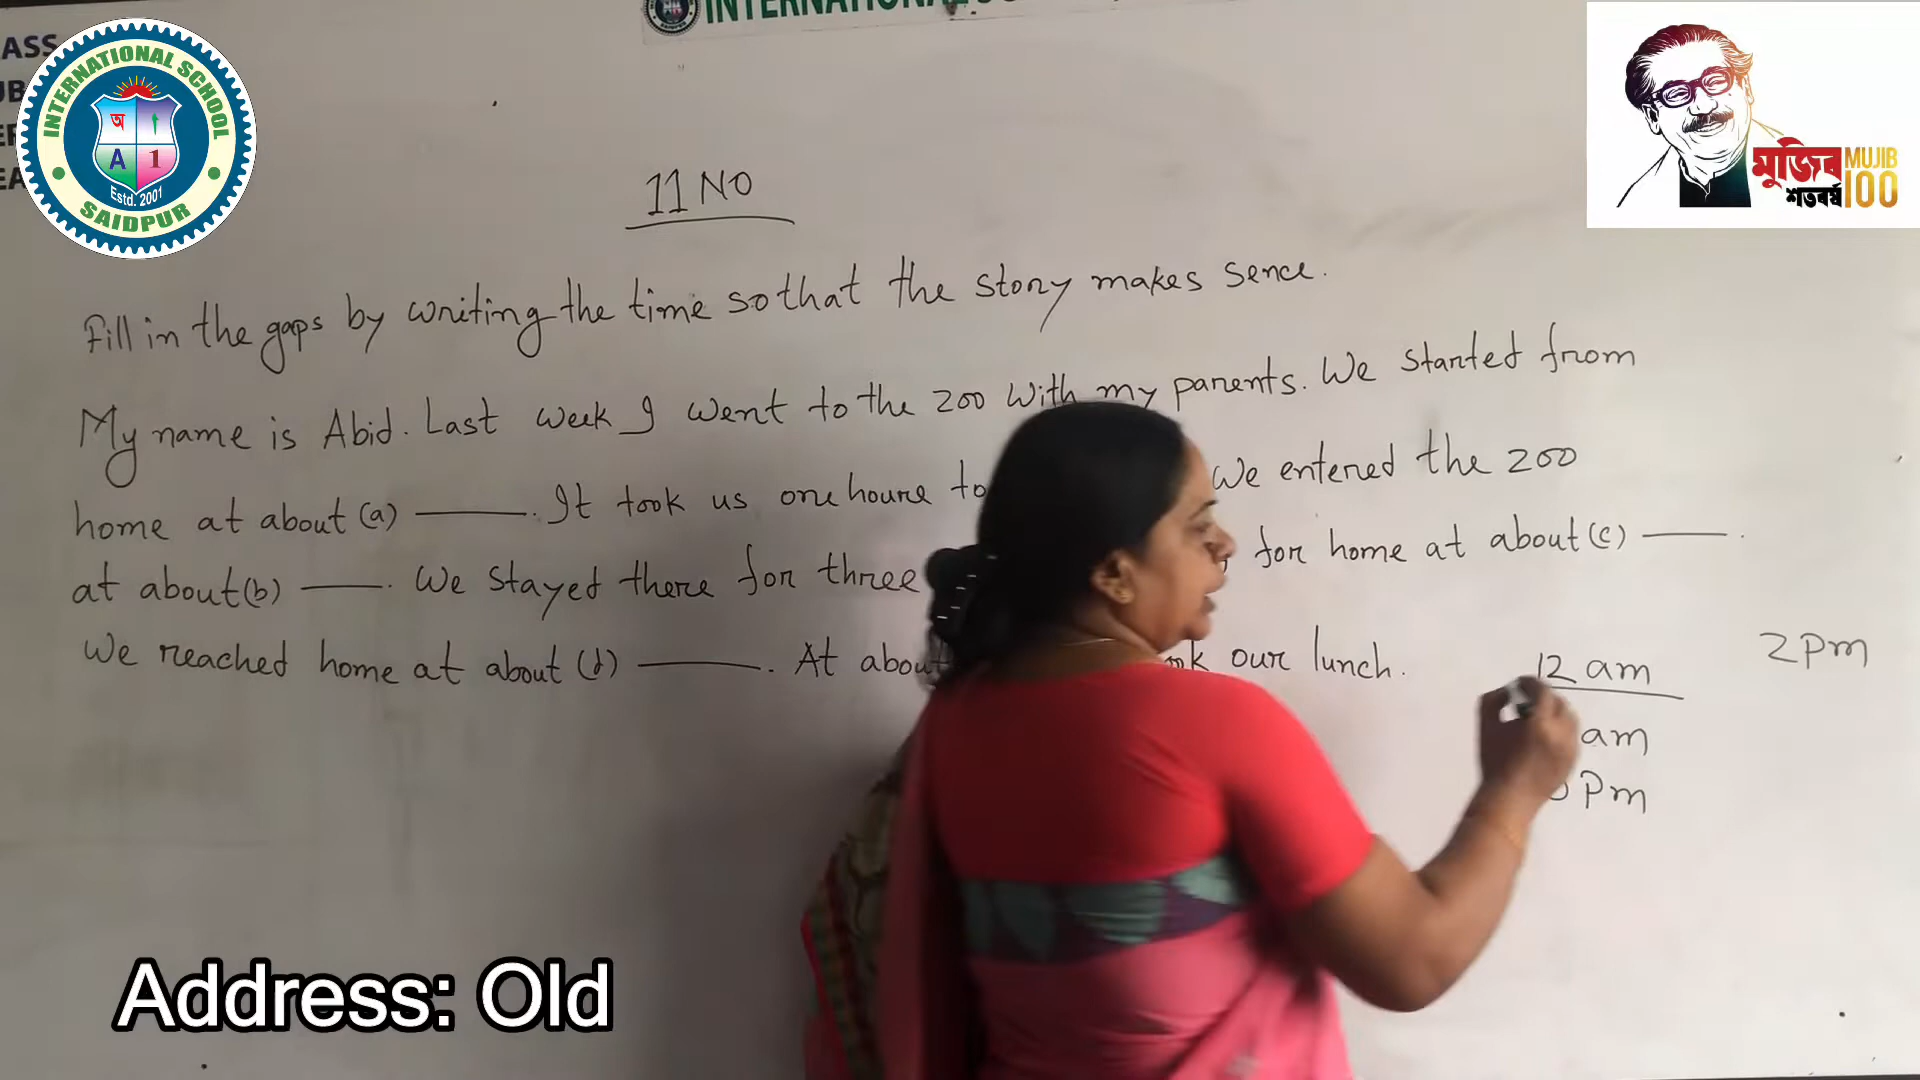 INTERNATIONAL SCHOOL
অ
A 1
Estd. 2001
SAIDPUR
INTERNATIONAL
মুজিব MUJIB
শতবর্ষ 100
11 NO
Fill in the gaps by writing the time so that the story makes sence.
My name is Abid. Last week I went to the zoo with my parents. We started from
home at about (a) ———. It took us one houre to We entered the zoo
at about (b) ———. We stayed there for three for home at about (c) ———.
We reached home at about (d) ———. At about our lunch.
12 am
2 Pm
am
Pm
Address: Old